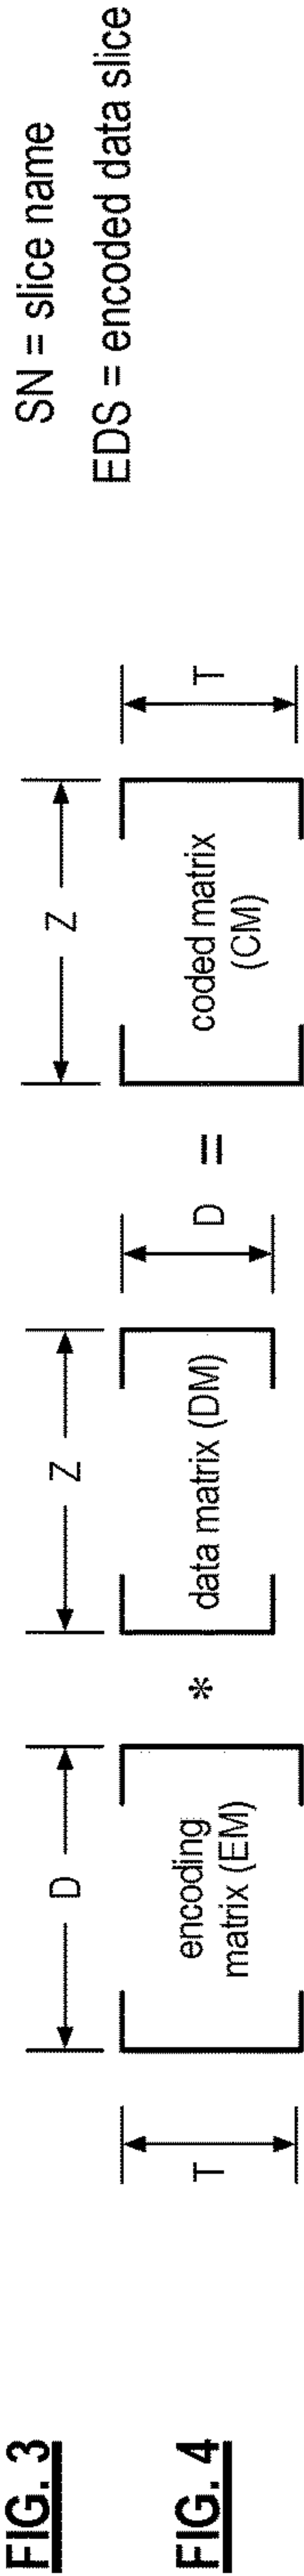 FIG. 3
SN = slice name
EDS = encoded data slice
FIG. 4
T
D
encoding
matrix (EM)
*
Z
data matrix (DM)
D
=
Z
coded matrix
(CM)
T